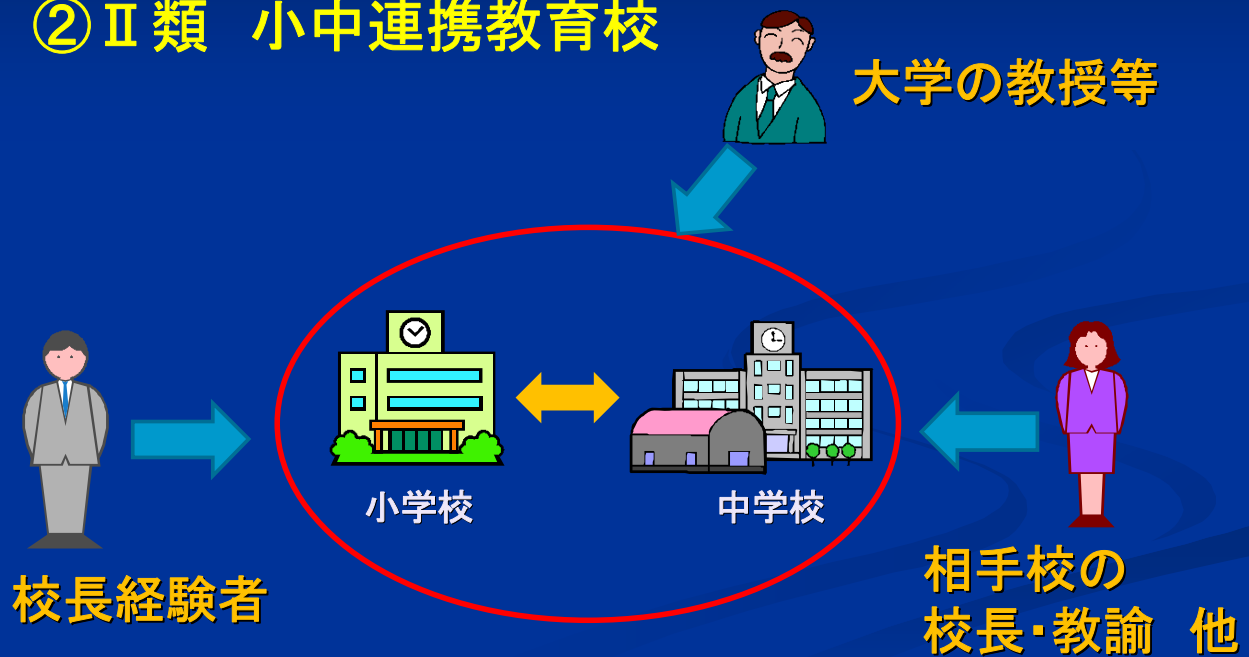 ②Ⅱ類　小中連携教育校
大学の教授等
小学校
中学校
校長経験者
相手校の
校長・教諭　他